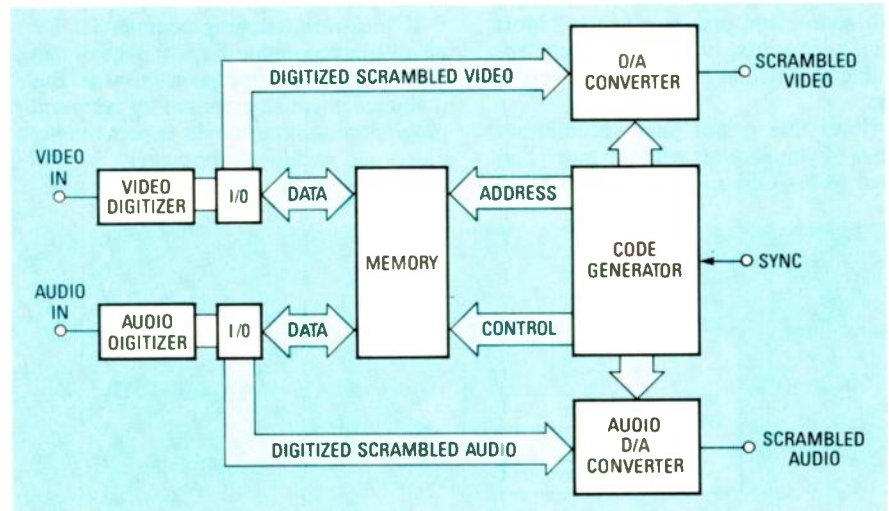 DIGITIZED SCRAMBLED VIDEO
D/A
CONVERTER
SCRAMBLED
VIDEO
VIDEO
IN
VIDEO
DIGITIZER
I/O
DATA
MEMORY
ADDRESS
CODE
GENERATOR
SYNC
AUDIO
IN
AUDIO
DIGITIZER
I/O
DATA
CONTROL
DIGITIZED SCRAMBLED AUDIO
AUDIO
D/A
CONVERTER
SCRAMBLED
AUDIO